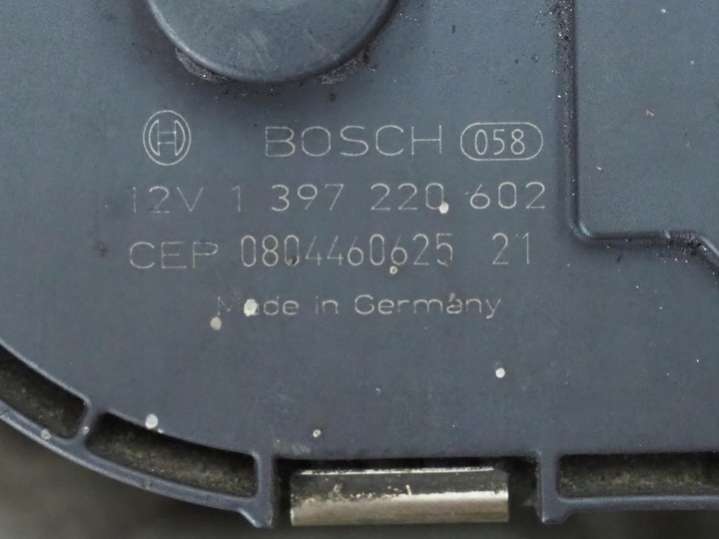 BOSCH 058
12V 1 397 220 602
CEP 0804460625 21
Made in Germany